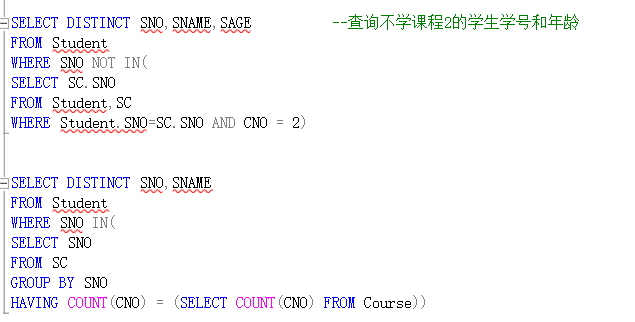 SELECT DISTINCT SNO,SNAME,SAGE --查询不学课程2的学生学号和年龄
FROM Student
WHERE SNO NOT IN(
SELECT SC.SNO
FROM Student,SC
WHERE Student.SNO=SC.SNO AND CNO = 2)
SELECT DISTINCT SNO,SNAME
FROM Student
WHERE SNO IN(
SELECT SNO
FROM SC
GROUP BY SNO
HAVING COUNT(CNO) = (SELECT COUNT(CNO) FROM Course))